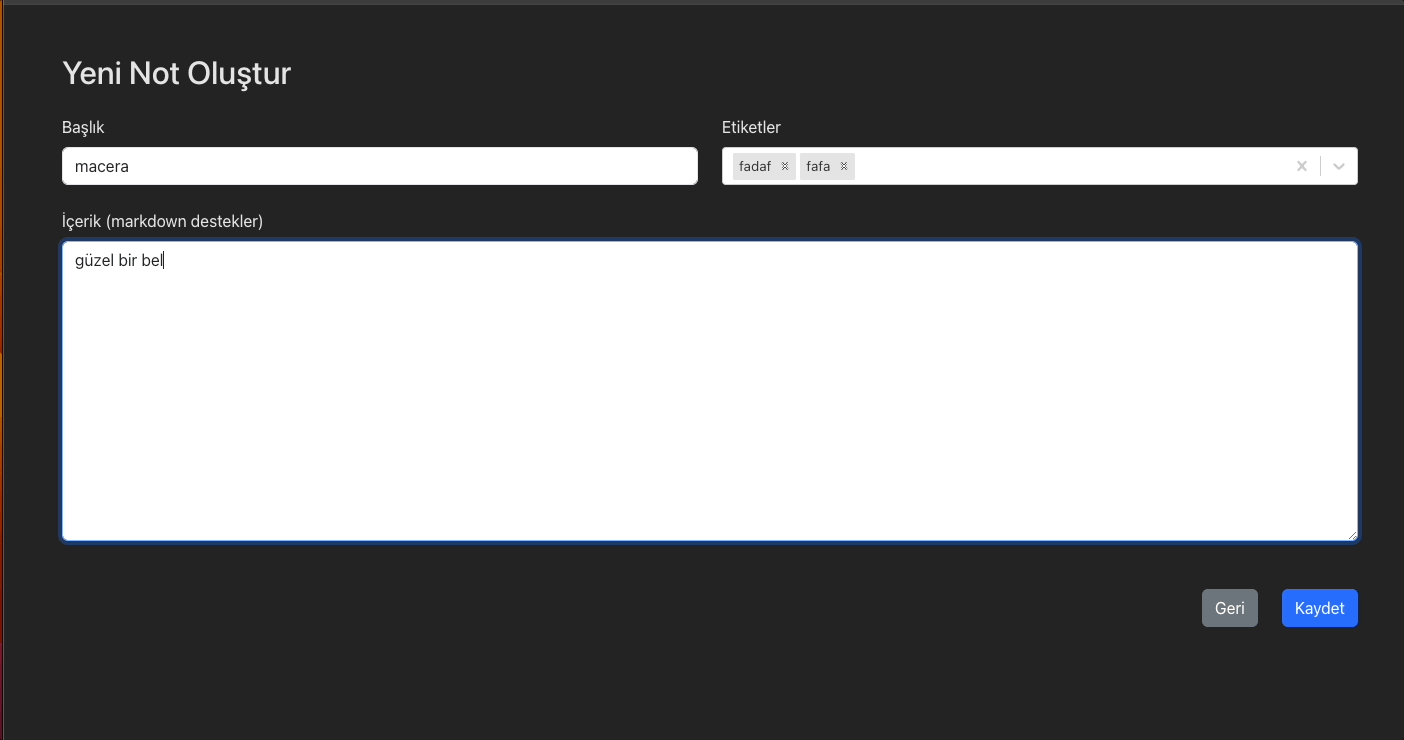 Yeni Not Oluştur
Başlık
Etiketler
macera
fadaf
fafa
İçerik (markdown destekler)
güzel bir bel
Geri
Kaydet